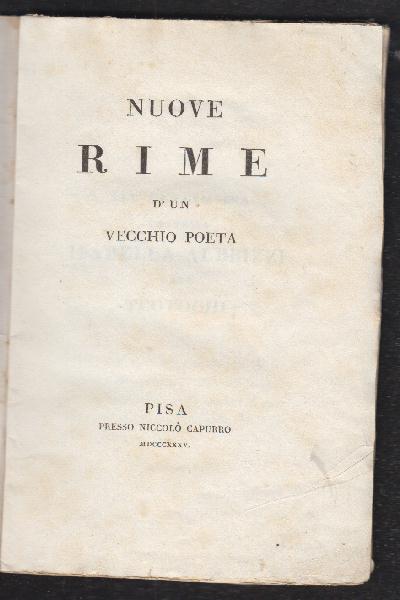 NUOVE
RIME
D'UN
VECCHIO POETA
PISA
PRESSO NICCOLÒ CAPURRO
MDCCCXXXV.